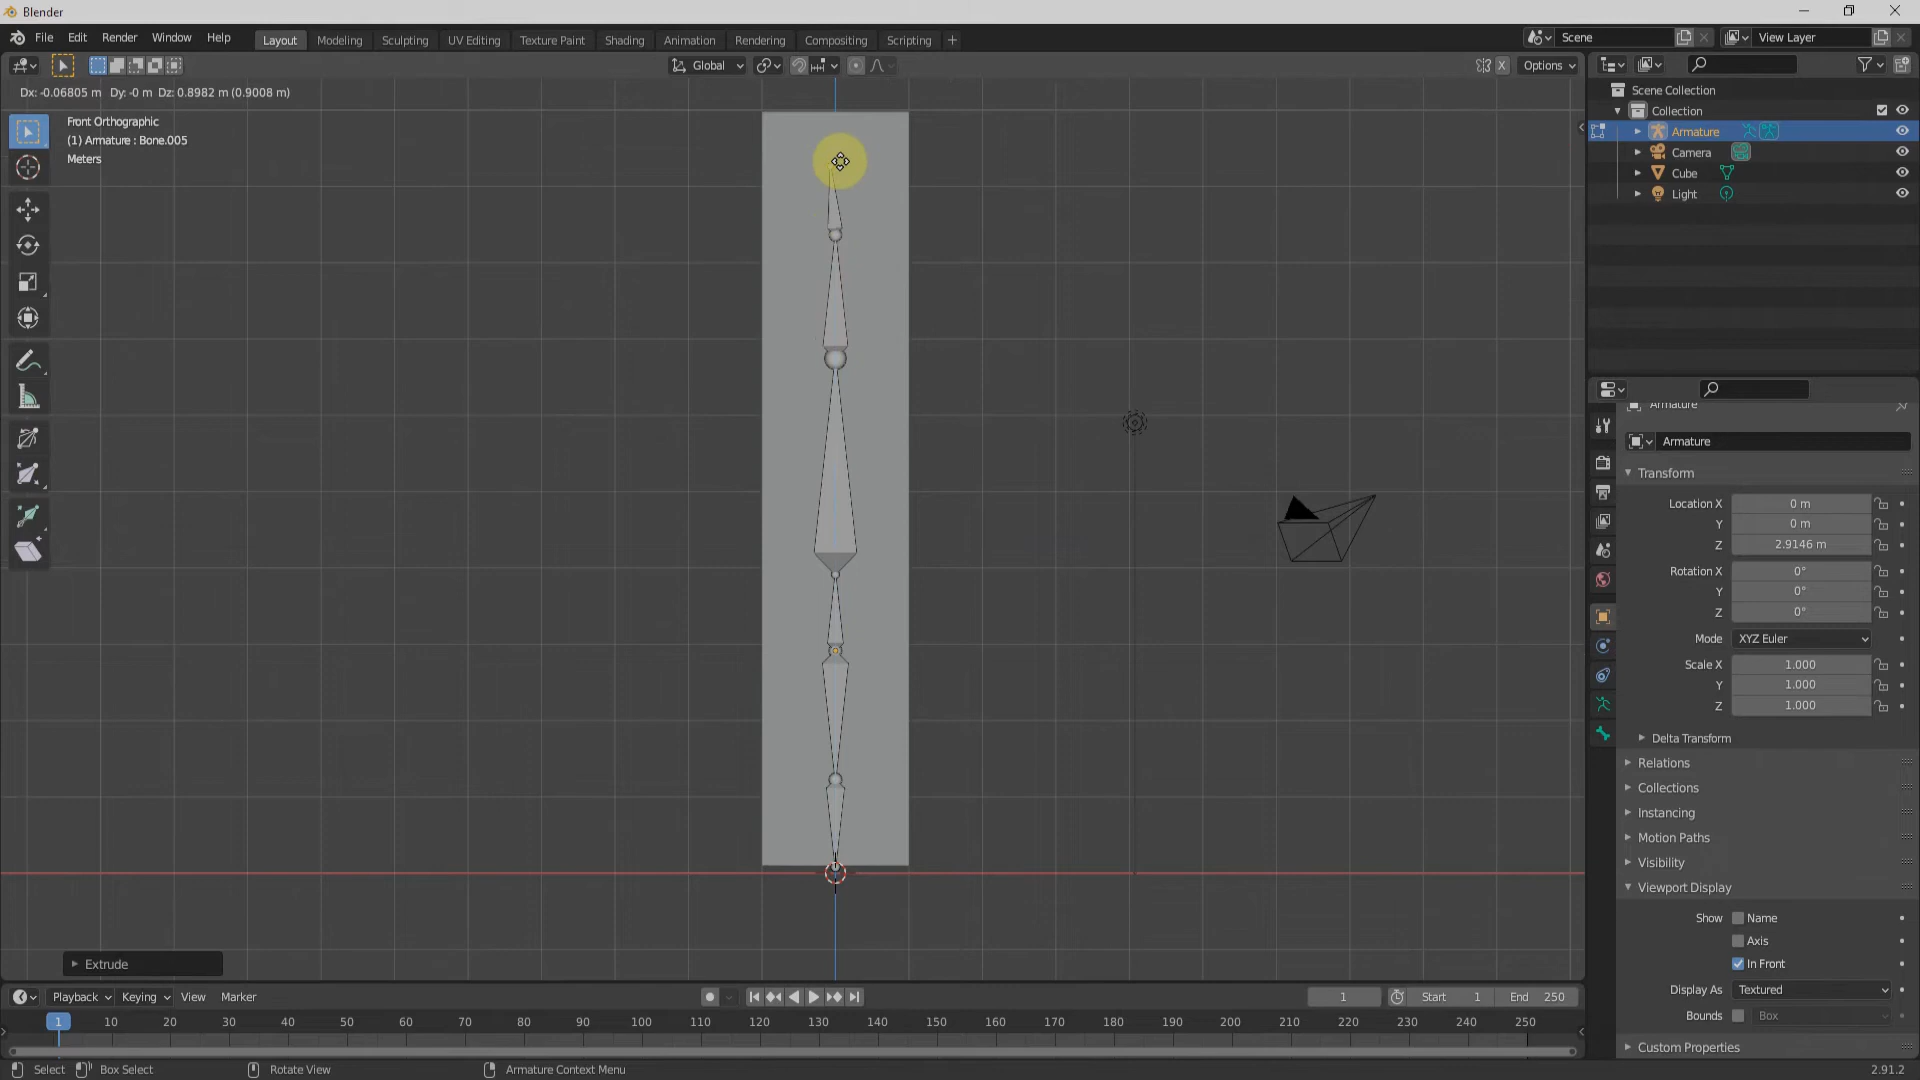 Blender
File Edit Render Window Help
Layout Modeling Sculpting UV Editing Texture Paint Shading Animation Rendering Compositing Scripting
Scene
View Layer
Global
X
Options
Dx: -0.06805 m Dy: -0 m Dz: 0.8982 m (0.9008 m)
Front Orthographic
(1) Armature : Bone.005
Meters
Scene Collection
Collection
Armature
Camera
Cube
Light
Armature
Armature
Transform
Location X 0 m
Y 0 m
Z 2.9146 m
Rotation X 0°
Y 0°
Z 0°
Mode XYZ Euler
Scale X 1.000
Y 1.000
Z 1.000
Delta Transform
Relations
Collections
Instancing
Motion Paths
Visibility
Viewport Display
Show Name
Axis
In Front
Display As Textured
Bounds Box
Custom Properties
Extrude
Playback Keying View Marker
1 Start 1 End 250
1 10 20 30 40 50 60 70 80 90 100 110 120 130 140 150 160 170 180 190 200 210 220 230 240 250
Select Box Select Rotate View Armature Context Menu 2.91.2